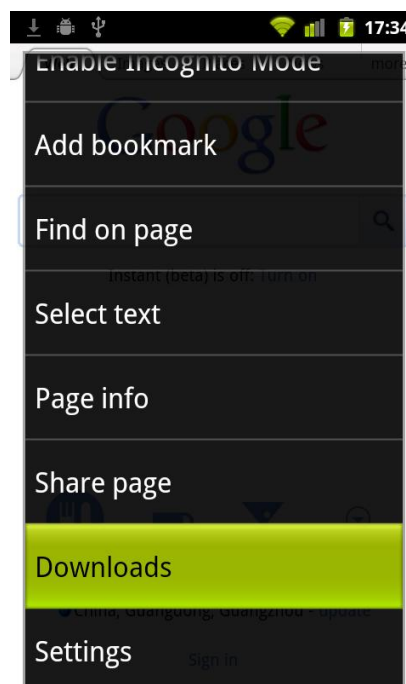 17:34
Enable Incognito Mode
more
Google
Add bookmark
Find on page
Instant (beta) is off: Turn on
Select text
Page info
Share page
Downloads
China, Guangdong, Guangzhou - update
Settings
Sign in